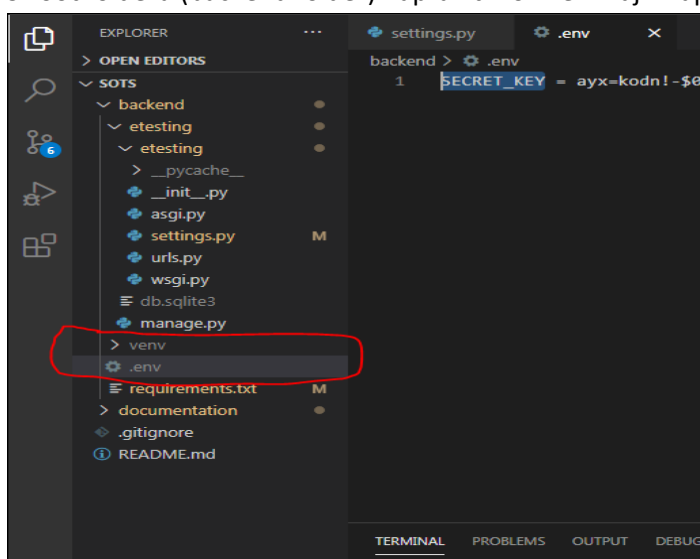 EXPLORER
settings.py
.env
OPEN EDITORS
backend > .env
SOTS
1 SECRET_KEY = ayx=kodn!-$0
backend
etesting
etesting
6
__pycache__
__init__.py
asgi.py
settings.py M
urls.py
wsgi.py
db.sqlite3
manage.py
venv
.env
requirements.txt M
documentation
.gitignore
README.md
TERMINAL PROBLEMS OUTPUT DEBUG